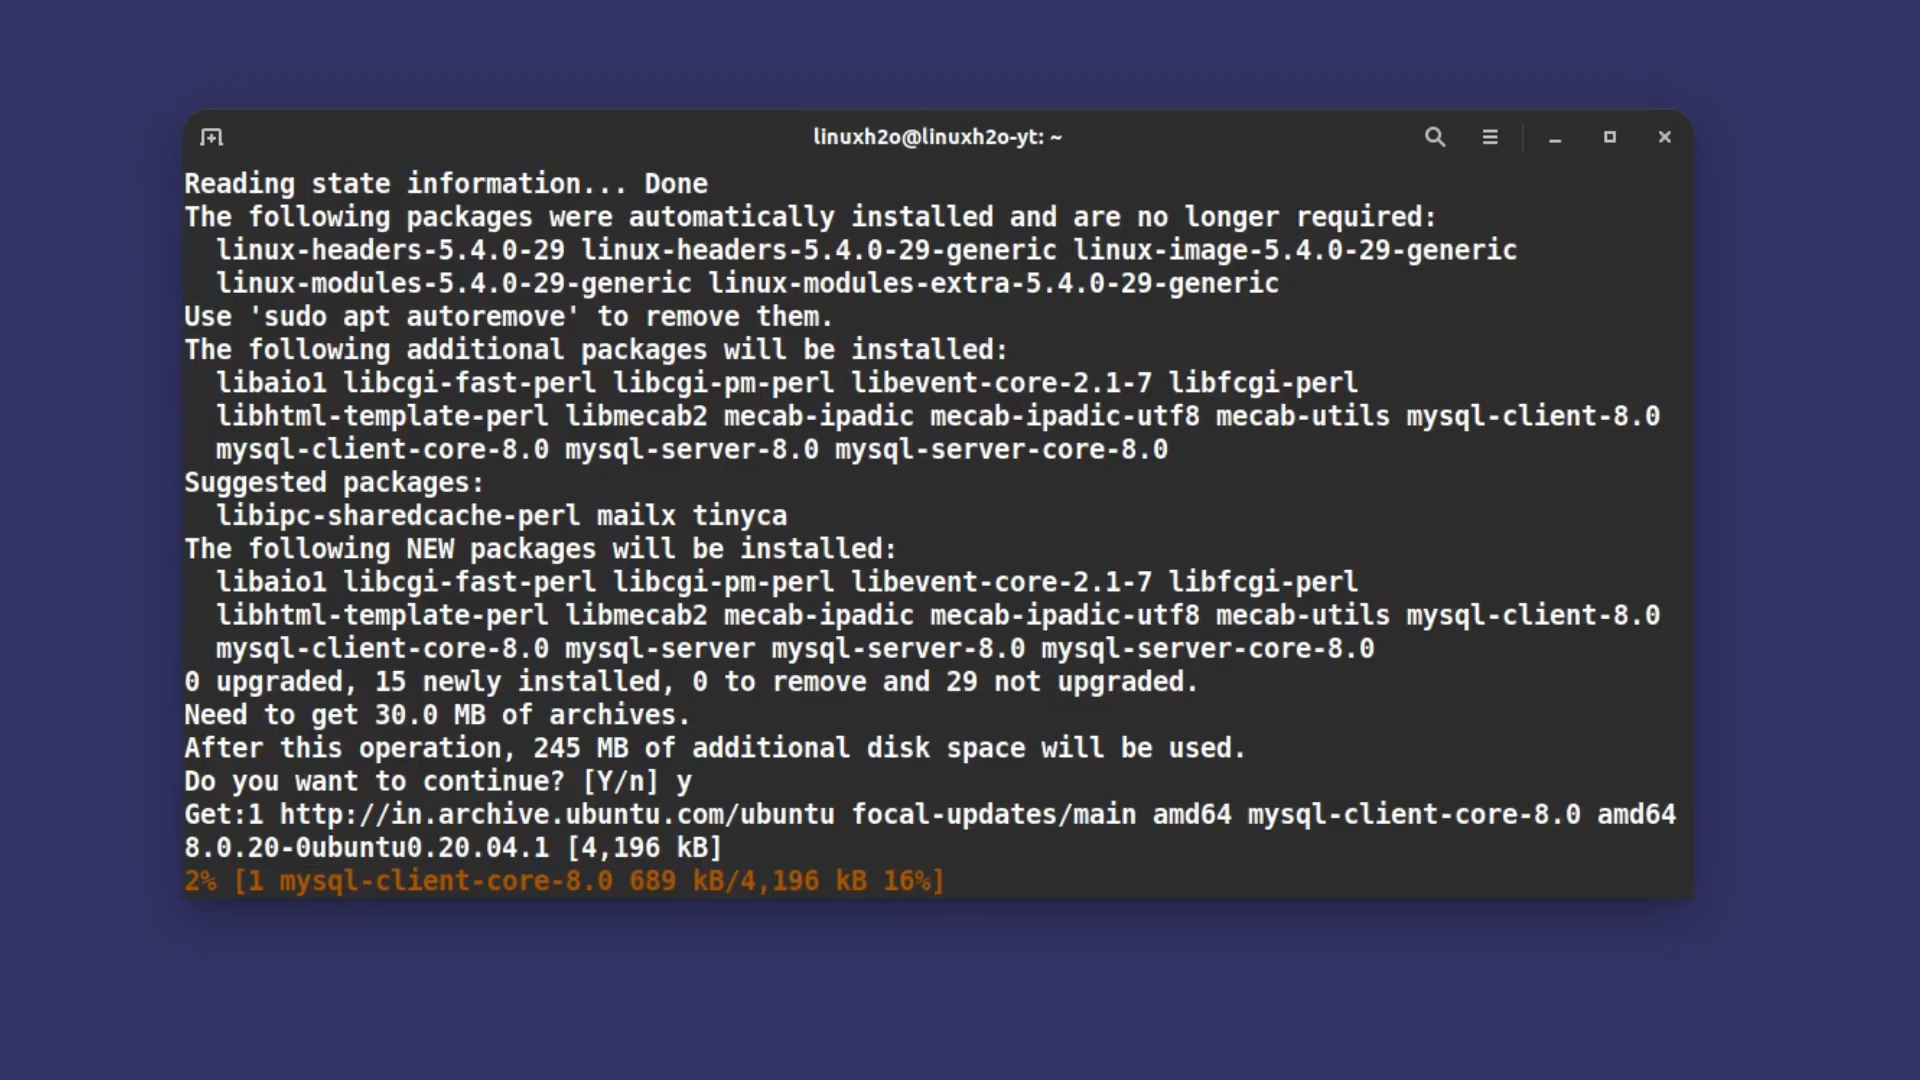 linuxh2o@linuxh2o-yt: ~
Reading state information... Done
The following packages were automatically installed and are no longer required:
  linux-headers-5.4.0-29 linux-headers-5.4.0-29-generic linux-image-5.4.0-29-generic
  linux-modules-5.4.0-29-generic linux-modules-extra-5.4.0-29-generic
Use 'sudo apt autoremove' to remove them.
The following additional packages will be installed:
  libaio1 libcgi-fast-perl libcgi-pm-perl libevent-core-2.1-7 libfcgi-perl
  libhtml-template-perl libmecab2 mecab-ipadic mecab-ipadic-utf8 mecab-utils mysql-client-8.0
  mysql-client-core-8.0 mysql-server-8.0 mysql-server-core-8.0
Suggested packages:
  libipc-sharedcache-perl mailx tinyca
The following NEW packages will be installed:
  libaio1 libcgi-fast-perl libcgi-pm-perl libevent-core-2.1-7 libfcgi-perl
  libhtml-template-perl libmecab2 mecab-ipadic mecab-ipadic-utf8 mecab-utils mysql-client-8.0
  mysql-client-core-8.0 mysql-server mysql-server-8.0 mysql-server-core-8.0
0 upgraded, 15 newly installed, 0 to remove and 29 not upgraded.
Need to get 30.0 MB of archives.
After this operation, 245 MB of additional disk space will be used.
Do you want to continue? [Y/n] y
Get:1 http://in.archive.ubuntu.com/ubuntu focal-updates/main amd64 mysql-client-core-8.0 amd64
8.0.20-0ubuntu0.20.04.1 [4,196 kB]
2% [1 mysql-client-core-8.0 689 kB/4,196 kB 16%]